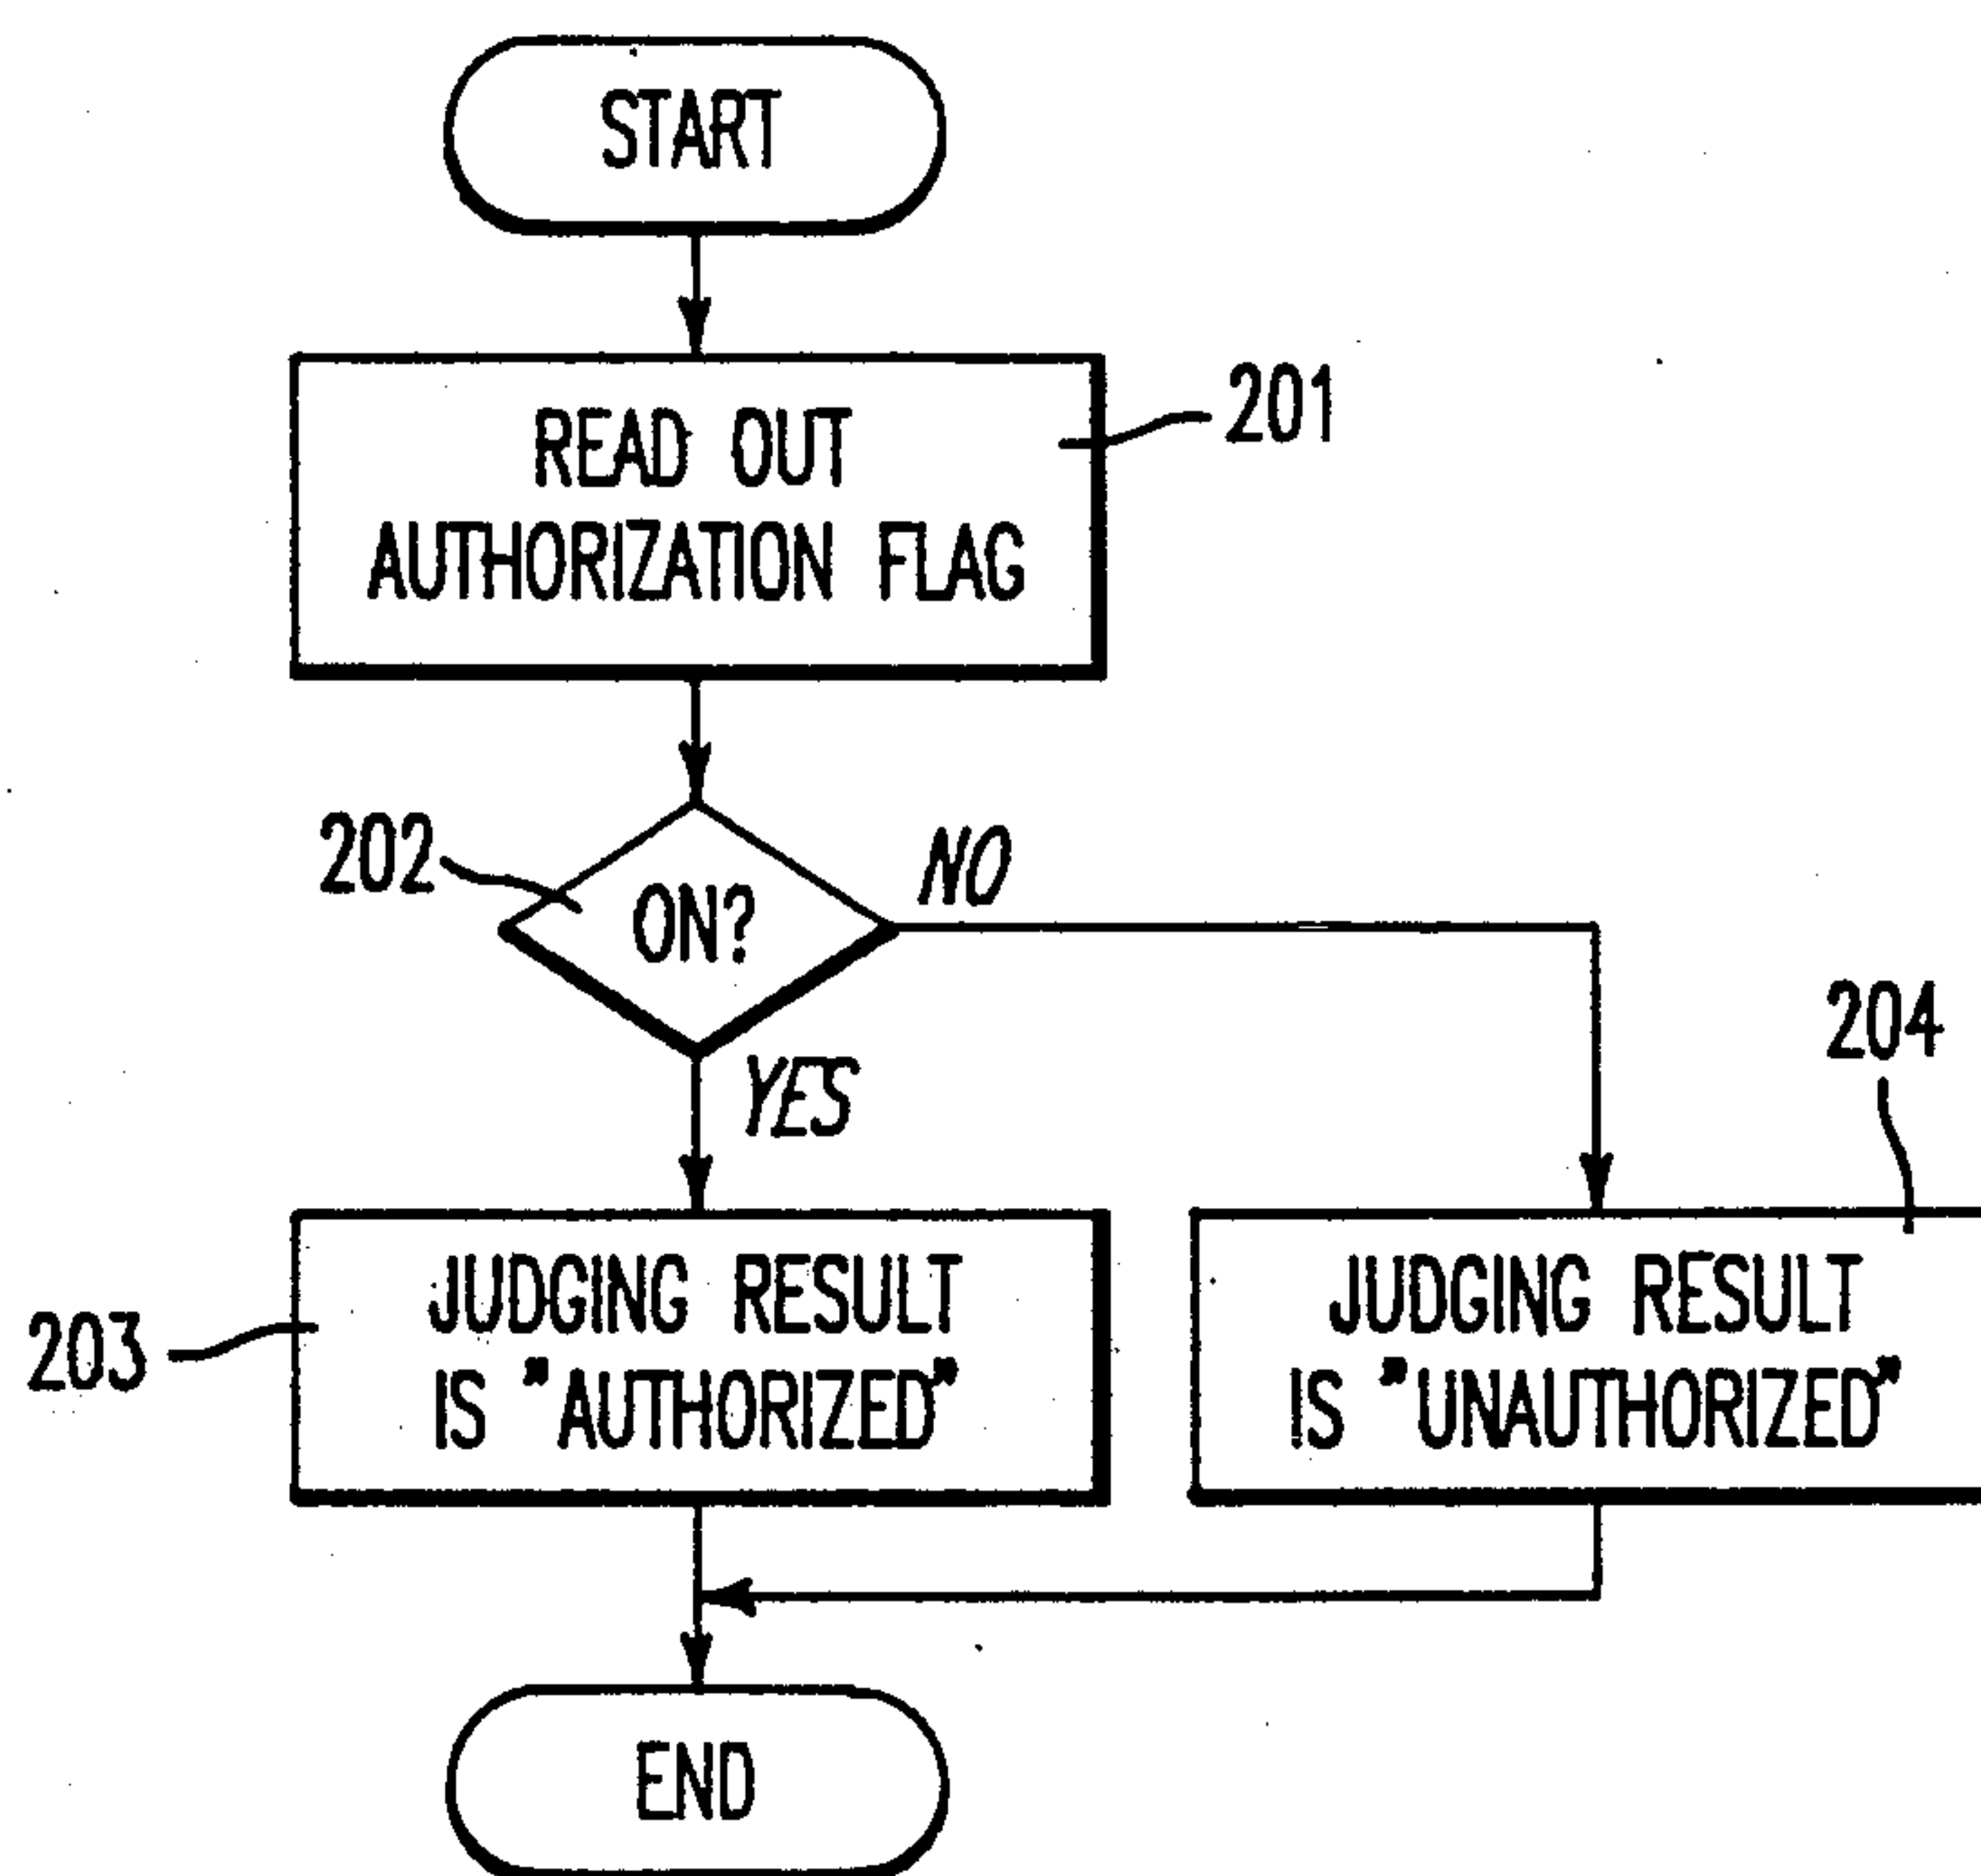 START
READ OUT
AUTHORIZATION FLAG
201
202
ON?
NO
YES
204
203
JUDGING RESULT
IS "AUTHORIZED"
JUDGING RESULT
IS "UNAUTHORIZED"
END